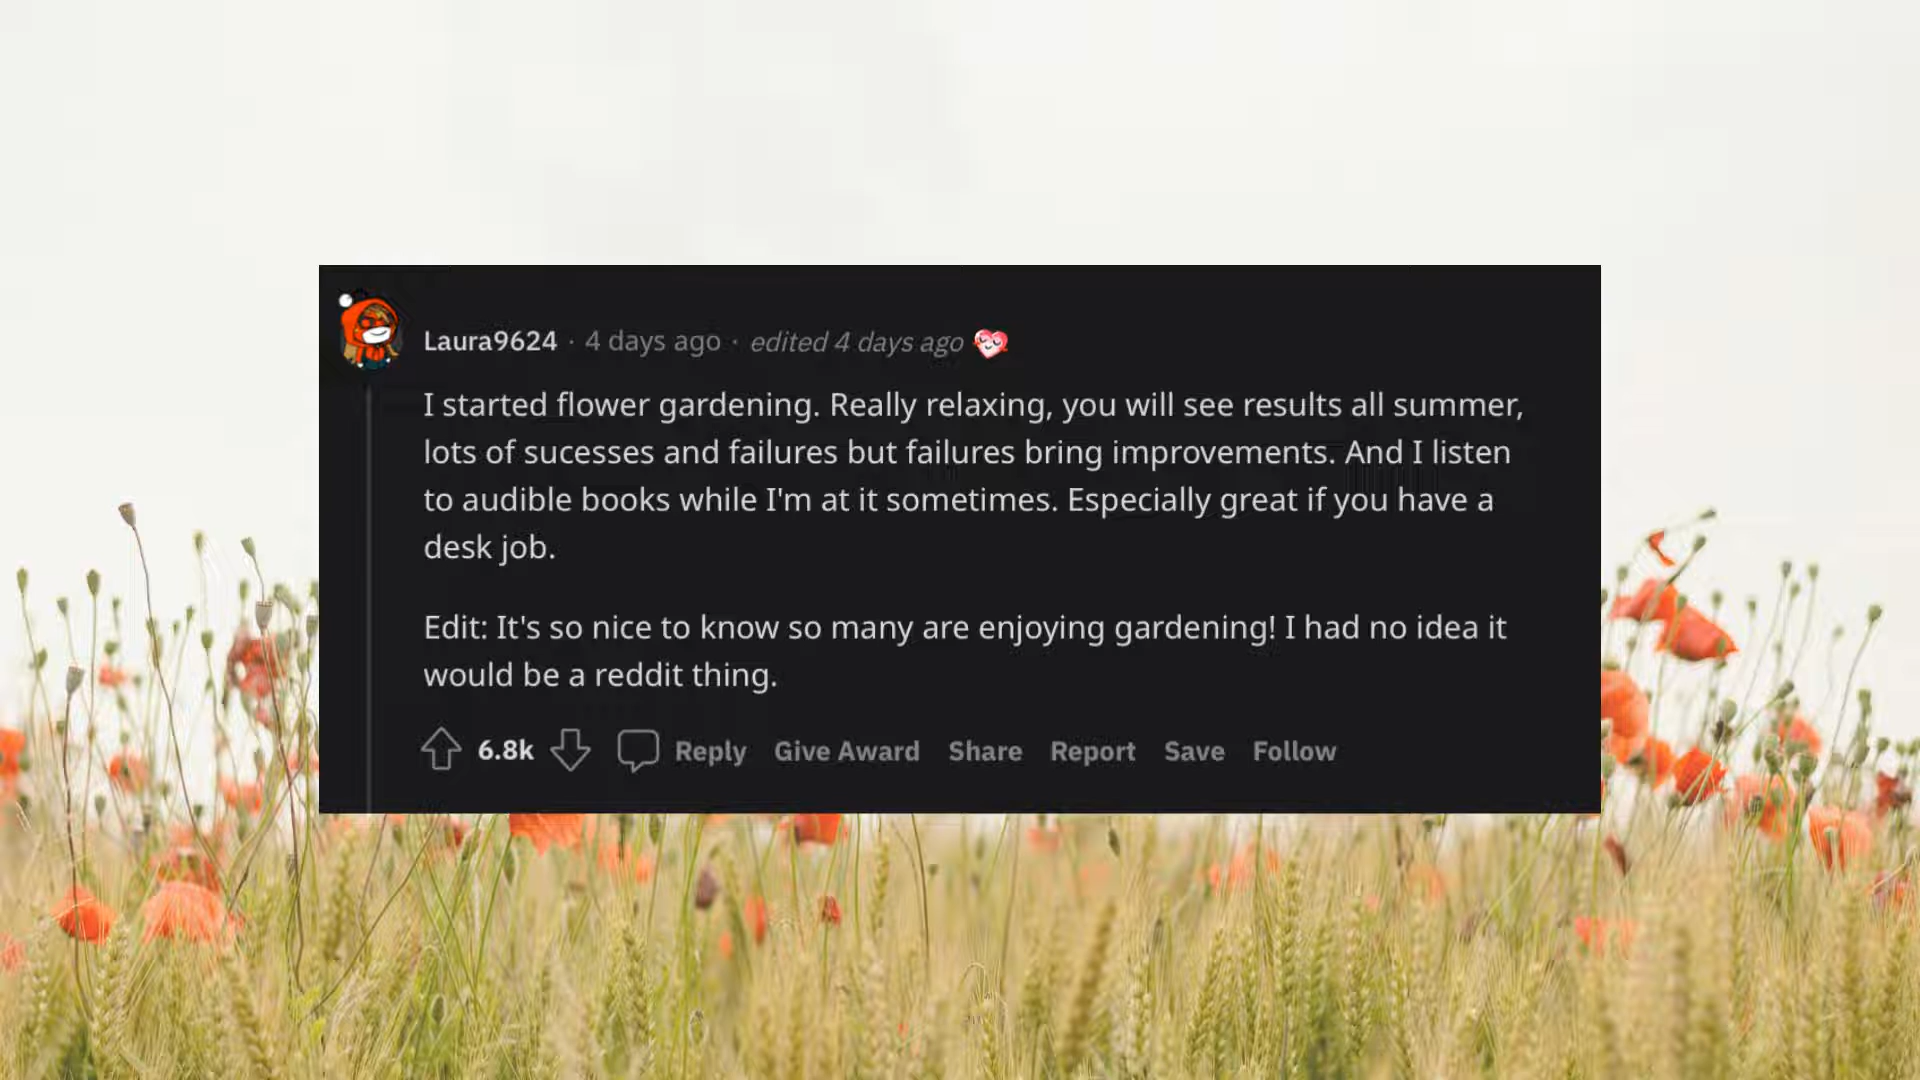 Laura9624 · 4 days ago · edited 4 days ago
I started flower gardening. Really relaxing, you will see results all summer,
lots of sucesses and failures but failures bring improvements. And I listen
to audible books while I'm at it sometimes. Especially great if you have a
desk job.
Edit: It's so nice to know so many are enjoying gardening! I had no idea it
would be a reddit thing.
6.8k Reply Give Award Share Report Save Follow